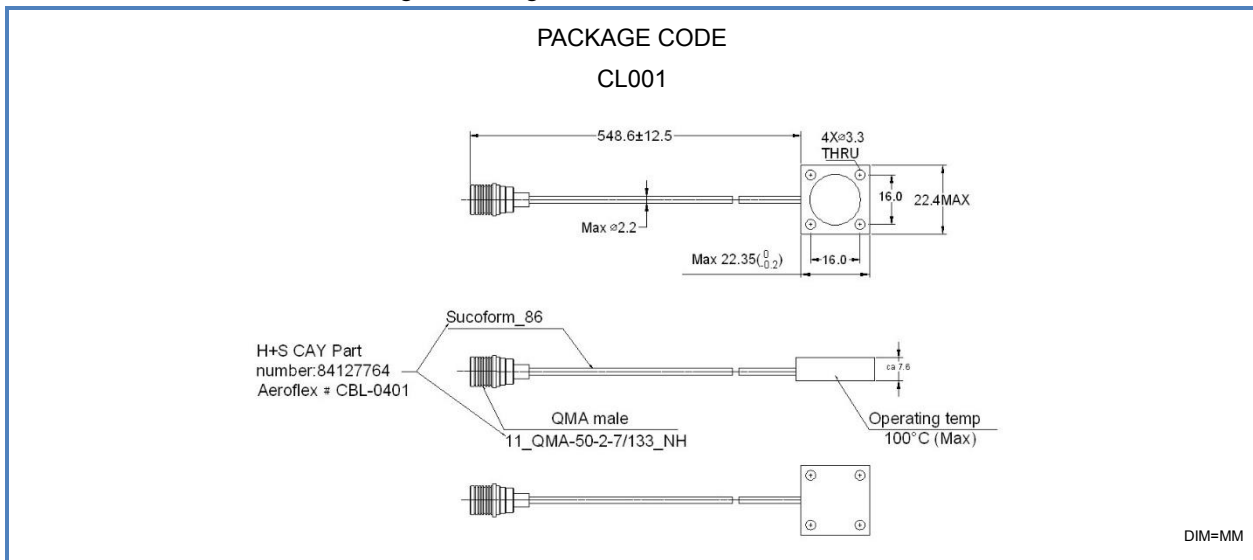 PACKAGE CODE
CL001
548.6±12.5
4X⌀3.3
THRU
16.0
22.4MAX
Max ⌀2.2
Max 22.35(0 -0.2)
16.0
Sucoform_86
H+S CAY Part
number:84127764
Aeroflex # CBL-0401
ca 7.6
QMA male
11_QMA-50-2-7/133_NH
Operating temp
100°C (Max)
DIM=MM